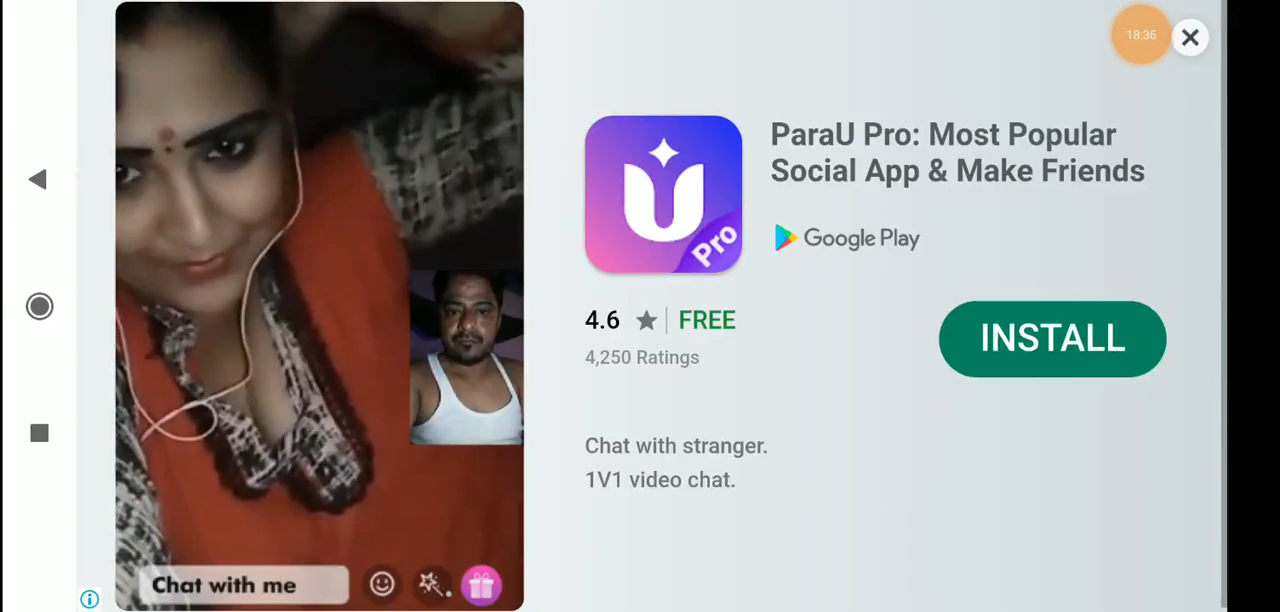 18:36
ParaU Pro: Most Popular
Social App & Make Friends
Pro
Google Play
4.6
FREE
4,250 Ratings
INSTALL
Chat with stranger.
1V1 video chat.
Chat with me